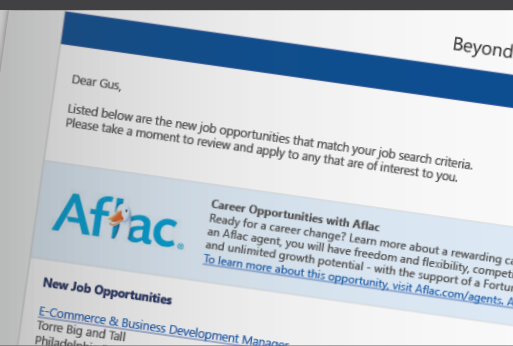 Beyond
Dear Gus,
Listed below are the new job opportunities that match your job search criteria.
Please take a moment to review and apply to any that are of interest to you.
Aflac.
Career Opportunities with Aflac
Ready for a career change? Learn more about a rewarding
an Aflac agent, you will have freedom and flexibility,
and unlimited growth potential - with the support of a
To learn more about this opportunity, visit Aflac.com/agents.
New Job Opportunities
E-Commerce & Business Development Manager
Torre Big and Tall